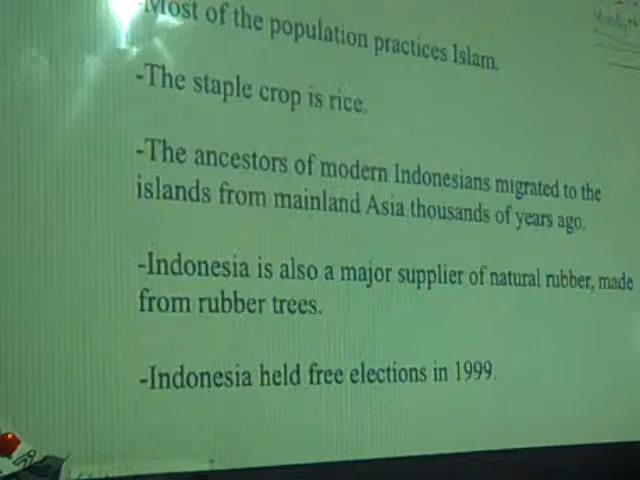 -Most of the population practices Islam.
-The staple crop is rice.
-The ancestors of modern Indonesians migrated to the
islands from mainland Asia thousands of years ago.
-Indonesia is also a major supplier of natural rubber, made
from rubber trees.
-Indonesia held free elections in 1999.